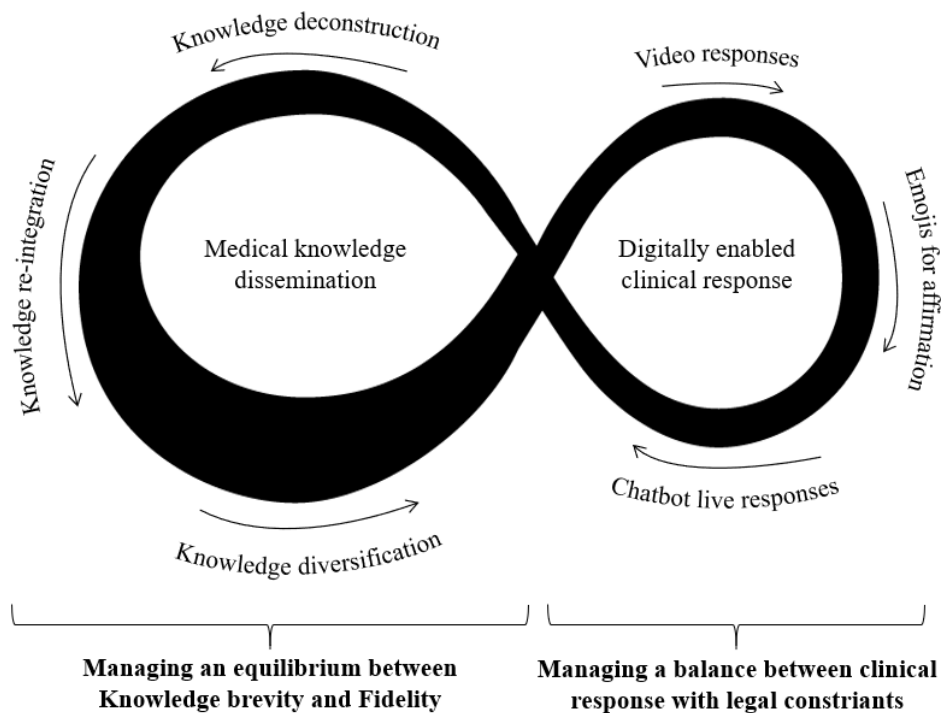 Knowledge deconstruction
Video responses
Knowledge re-integration
Medical knowledge
dissemination
Digitally enabled
clinical response
Emojis for affirmation
Chatbot live responses
Knowledge diversification
Managing an equilibrium between
Knowledge brevity and Fidelity
Managing a balance between clinical
response with legal constriants